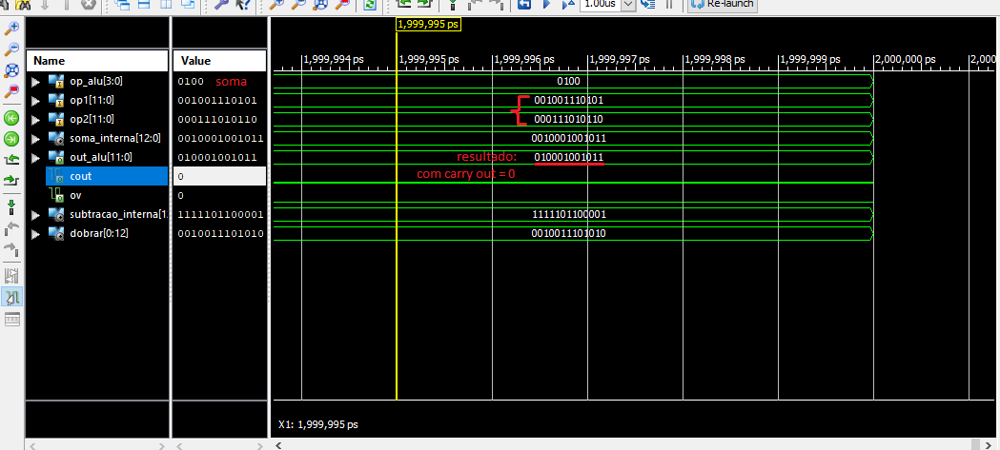 1.00us
Re-launch
1,999,995 ps
Name
Value
1,999,994 ps
1,999,995 ps
1,999,996 ps
1,999,997 ps
1,999,998 ps
1,999,999 ps
2,000,000 ps
2,000
op_alu[3:0]
0100
soma
0100
op1[11:0]
001001110101
001001110101
op2[11:0]
000111010110
000111010110
soma_interna[12:0]
0010001001011
0010001001011
out_alu[11:0]
010001001011
resultado:
010001001011
cout
0
com carry out = 0
ov
0
subtracao_interna[1
1111101100001
1111101100001
dobrar[0:12]
0010011101010
0010011101010
X1: 1,999,995 ps